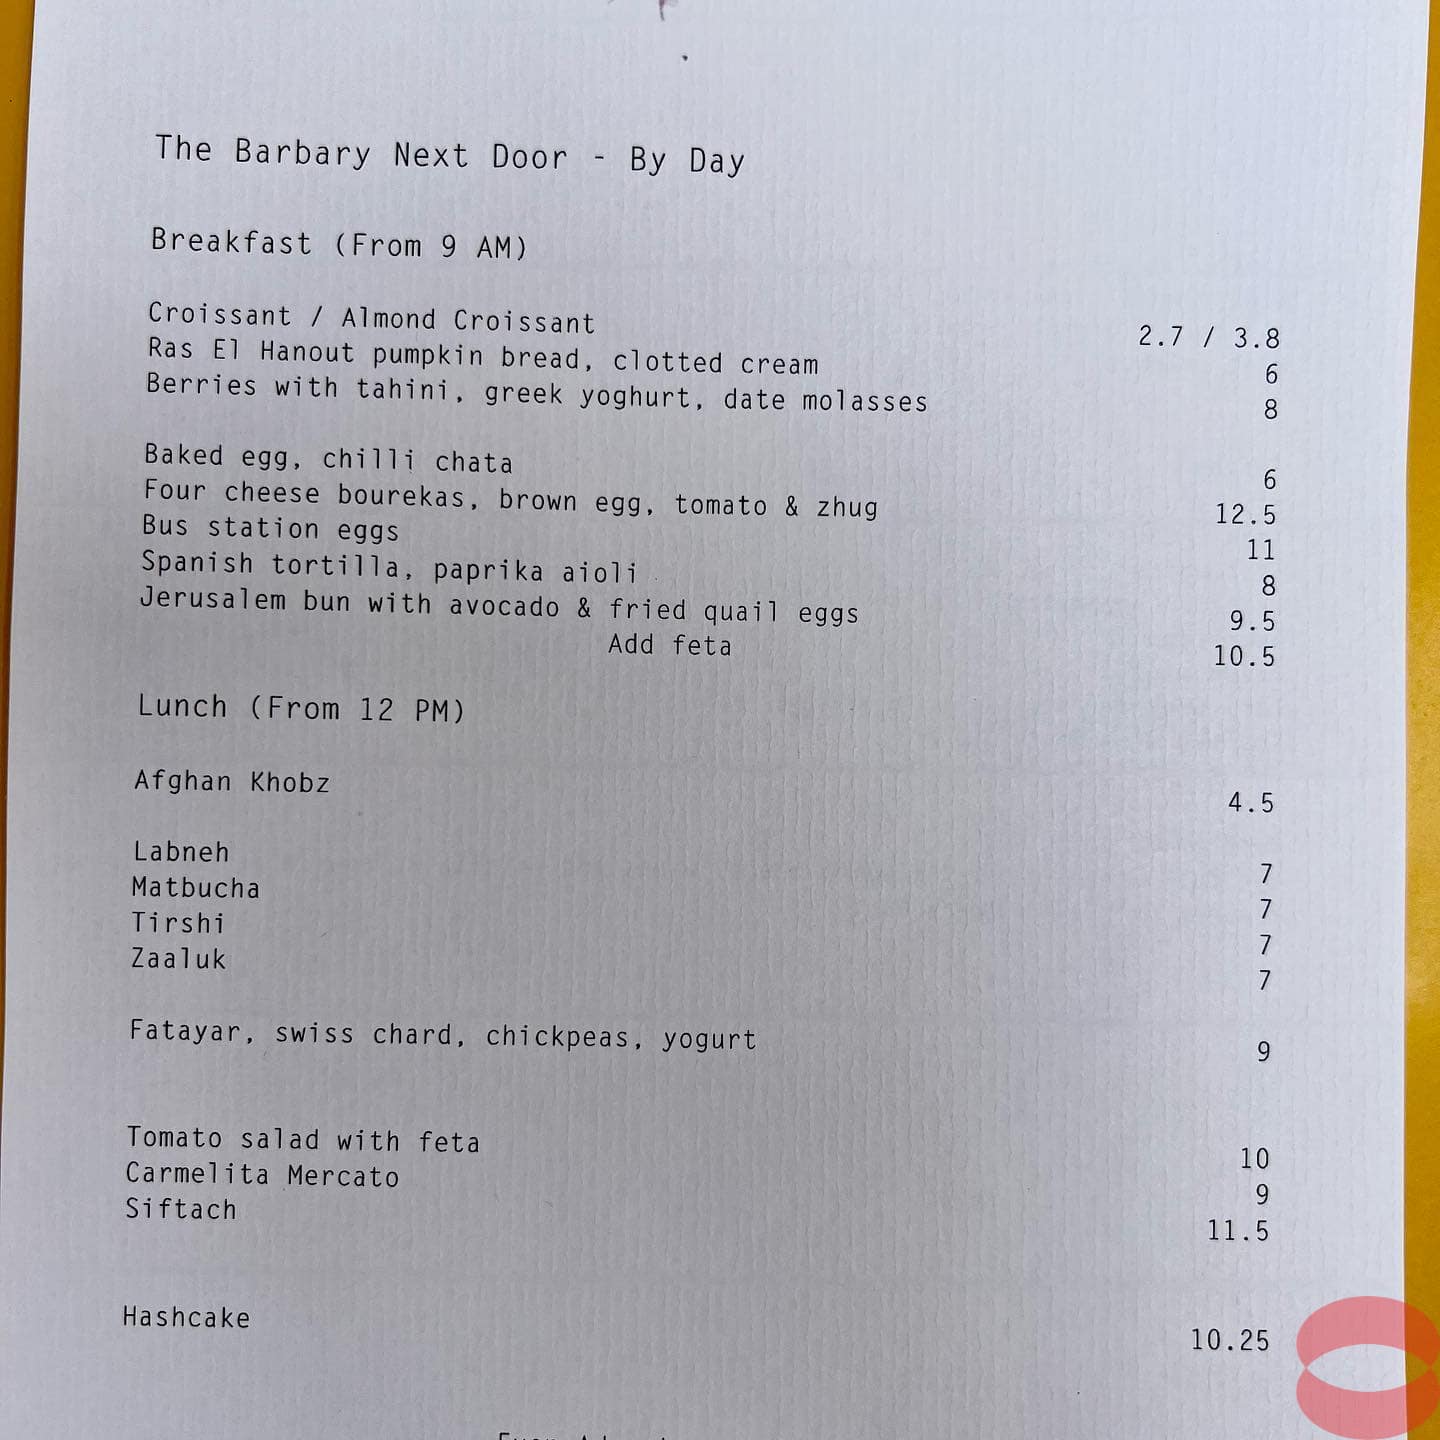 The Barbary Next Door - By Day
Breakfast (From 9 AM)
Croissant / Almond Croissant 2.7 / 3.8
Ras El Hanout pumpkin bread, clotted cream 6
Berries with tahini, greek yoghurt, date molasses 8
Baked egg, chilli chata 6
Four cheese bourekas, brown egg, tomato & zhug 12.5
Bus station eggs 11
Spanish tortilla, paprika aioli 8
Jerusalem bun with avocado & fried quail eggs 9.5
Add feta 10.5
Lunch (From 12 PM)
Afghan Khobz 4.5
Labneh 7
Matbucha 7
Tirshi 7
Zaaluk 7
Fatayar, swiss chard, chickpeas, yogurt 9
Tomato salad with feta 10
Carmelita Mercato 9
Siftach 11.5
Hashcake 10.25